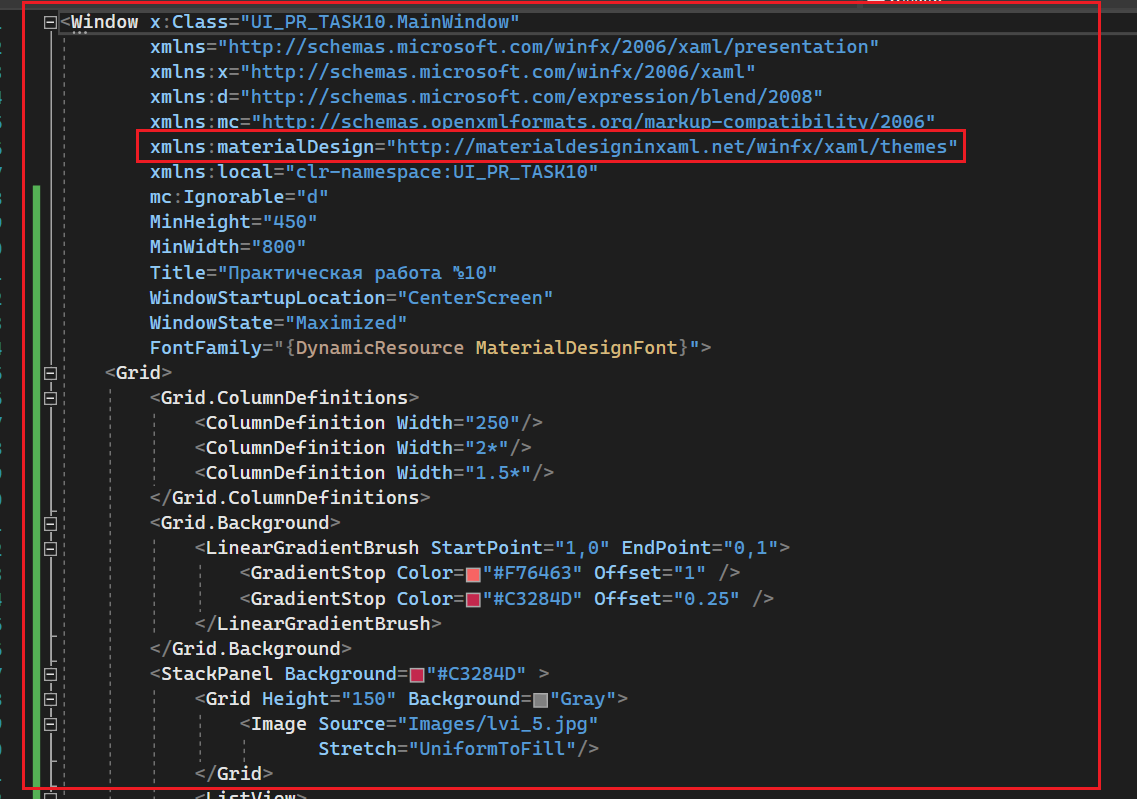 <Window x:Class="UI_PR_TASK10.MainWindow"
xmlns="http://schemas.microsoft.com/winfx/2006/xaml/presentation"
xmlns:x="http://schemas.microsoft.com/winfx/2006/xaml"
xmlns:d="http://schemas.microsoft.com/expression/blend/2008"
xmlns:mc="http://schemas.openxmlformats.org/markup-compatibility/2006"
xmlns:materialDesign="http://materialdesigninxaml.net/winfx/xaml/themes"
xmlns:local="clr-namespace:UI_PR_TASK10"
mc:Ignorable="d"
MinHeight="450"
MinWidth="800"
Title="Практическая работа №10"
WindowStartupLocation="CenterScreen"
WindowState="Maximized"
FontFamily="{DynamicResource MaterialDesignFont}">
<Grid>
<Grid.ColumnDefinitions>
<ColumnDefinition Width="250"/>
<ColumnDefinition Width="2*"/>
<ColumnDefinition Width="1.5*"/>
</Grid.ColumnDefinitions>
<Grid.Background>
<LinearGradientBrush StartPoint="1,0" EndPoint="0,1">
<GradientStop Color="#F76463" Offset="1" />
<GradientStop Color="#C3284D" Offset="0.25" />
</LinearGradientBrush>
</Grid.Background>
<StackPanel Background="#C3284D" >
<Grid Height="150" Background="Gray">
<Image Source="Images/lvi_5.jpg"
Stretch="UniformToFill"/>
</Grid>
<ListView>